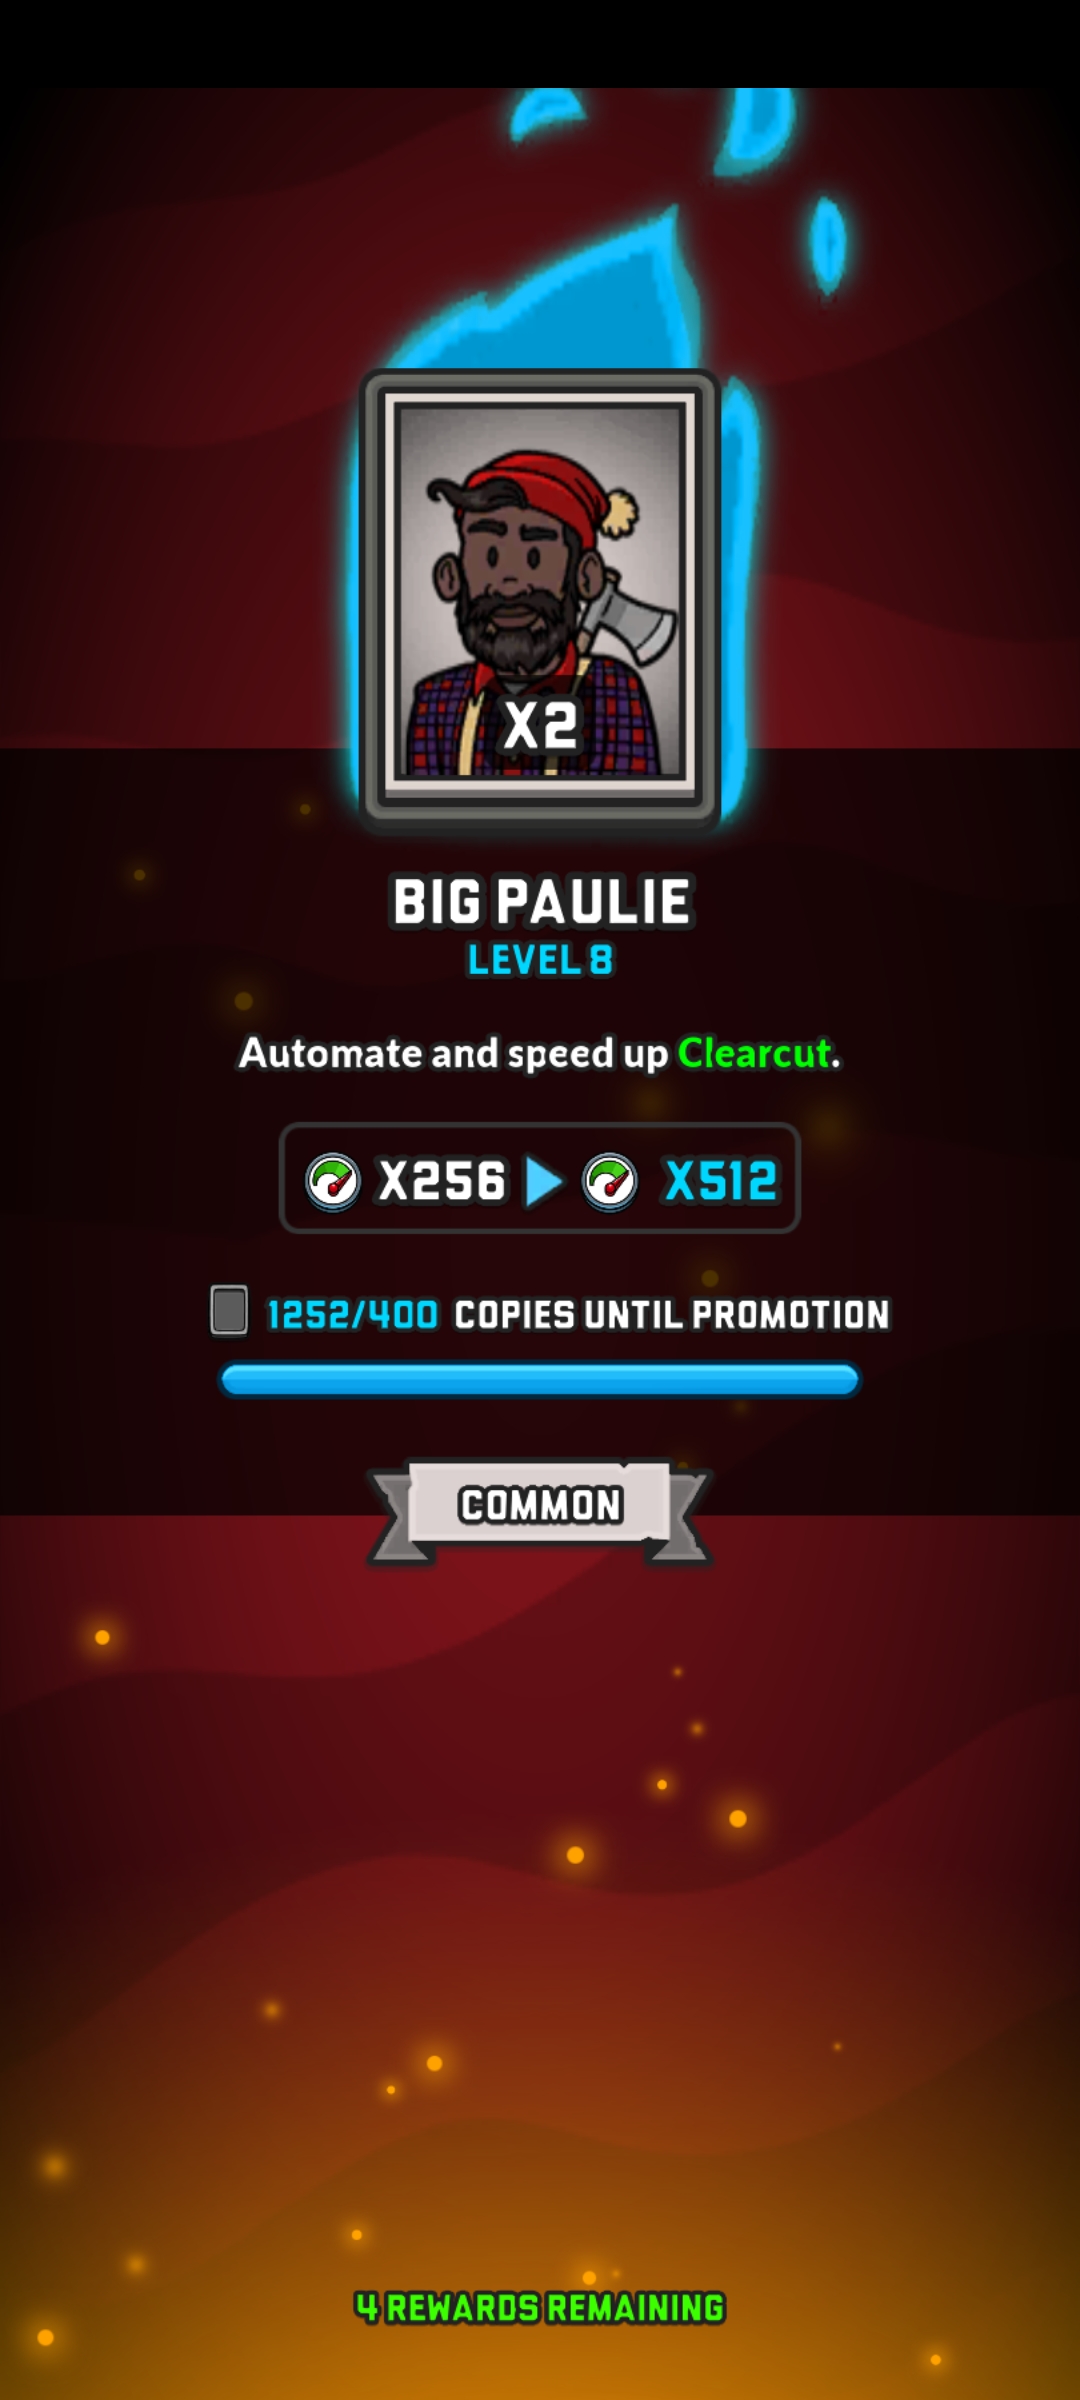 X2
BIG PAULIE
LEVEL 8
Automate and speed up Clearcut.
X256 X512
1252/400 COPIES UNTIL PROMOTION
COMMON
4 REWARDS REMAINING